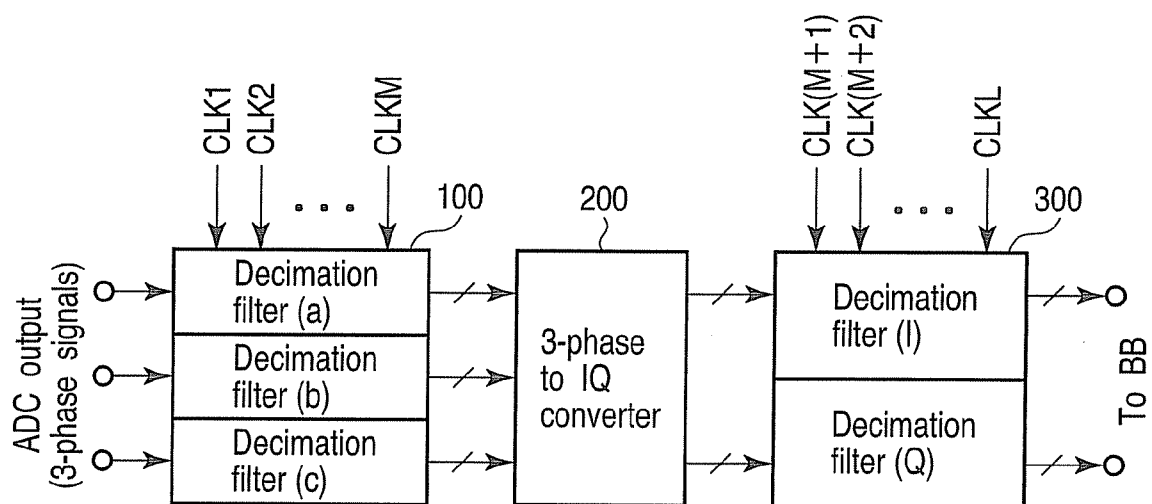 CLK1
CLK2
CLKM
CLK(M+1)
CLK(M+2)
CLKL
. . .
. . .
100
200
300
ADC output
(3-phase signals)
Decimation
filter (a)
Decimation
filter (b)
Decimation
filter (c)
3-phase
to IQ
converter
Decimation
filter (I)
Decimation
filter (Q)
To BB